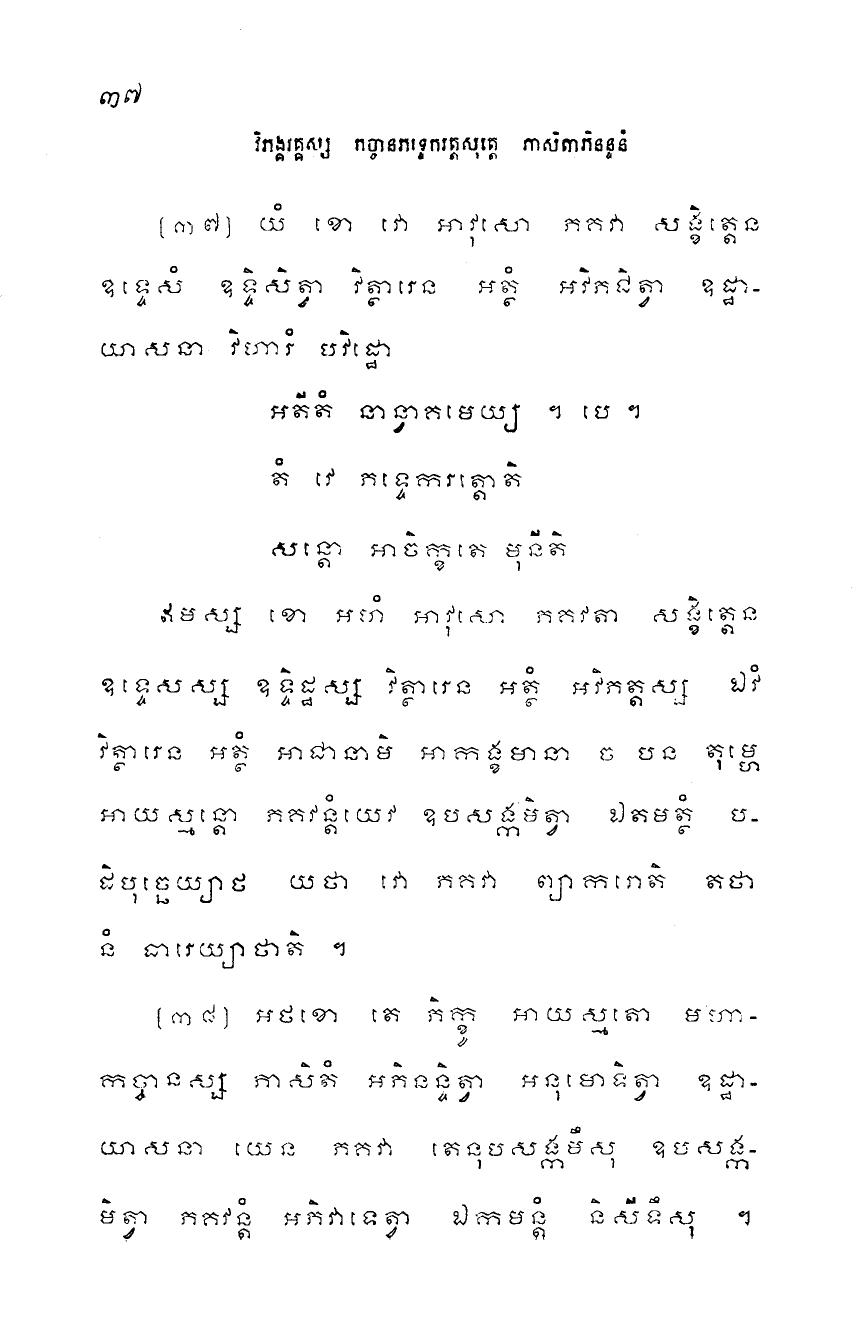 ៣៧
វិភង្គវគ្គស្ស កច្ចានភទ្ទេករត្តសុត្តេ ភាសិតាភិនន្ទនំ
[៣៧] យំ ខោ វោ អាវុសោ ភគវា សង្ខិត្តេន
ឧទ្ទេសំ ឧទ្ទិសិត្វា វិត្ថារេន អត្ថំ អវិភជិត្វា ឧដ្ឋា-
យាសនា វិហារំ បវិដ្ឋោ
អតីតំ នាន្វាគមេយ្យ ។ បេ ។
តំ វេ ភទ្ទេករត្តោតិ
សន្តោ អាចិក្ខតេ មុនីតិ
ឥមស្ស ខោ អហំ អាវុសោ ភគវតា សង្ខិត្តេន
ឧទ្ទេសស្ស ឧទ្ទិដ្ឋស្ស វិត្ថារេន អត្ថំ អវិភត្តស្ស ឯវំ
វិត្ថារេន អត្ថំ អាជានាមិ អាកង្ខមានា ច បន តុម្ហេ
អាយស្មន្តោ ភគវន្តំយេវ ឧបសង្កមិត្វា ឯតមត្ថំ ប-
ដិបុច្ឆេយ្យាថ យថា វោ ភគវា ព្យាករោតិ តថា
នំ ធារេយ្យាថាតិ ។
[៣៨] អថខោ តេ ភិក្ខូ អាយស្មតោ មហា-
កច្ចានស្ស ភាសិតំ អភិនន្ទិត្វា អនុមោទិត្វា ឧដ្ឋា-
យាសនា យេន ភគវា តេនុបសង្កមឹសុ ឧបសង្ក-
មិត្វា ភគវន្តំ អភិវាទេត្វា ឯកមន្តំ និសីទឹសុ ។